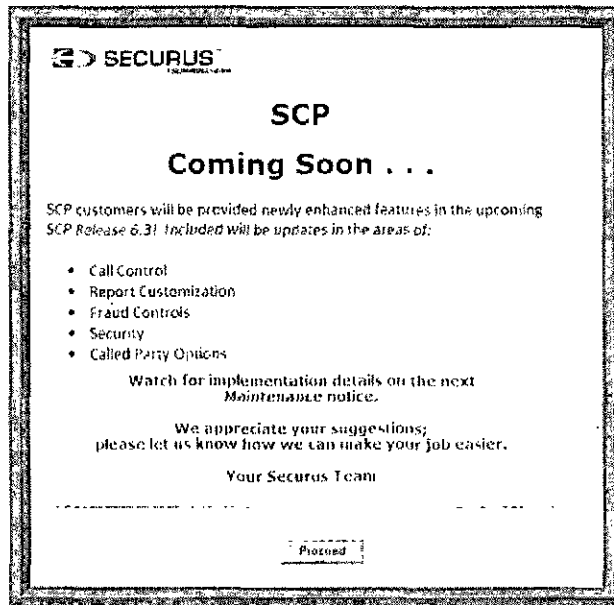 SECURUS
SCP
Coming Soon . . .
SCP customers will be provided newly enhanced features in the upcoming
SCP Release 6.3! Included will be updates in the areas of:
• Call Control
• Report Customization
• Fraud Controls
• Security
• Called Party Options
Watch for implementation details on the next
Maintenance notice.
We appreciate your suggestions;
please let us know how we can make your job easier.
Your Securus Team
Proceed